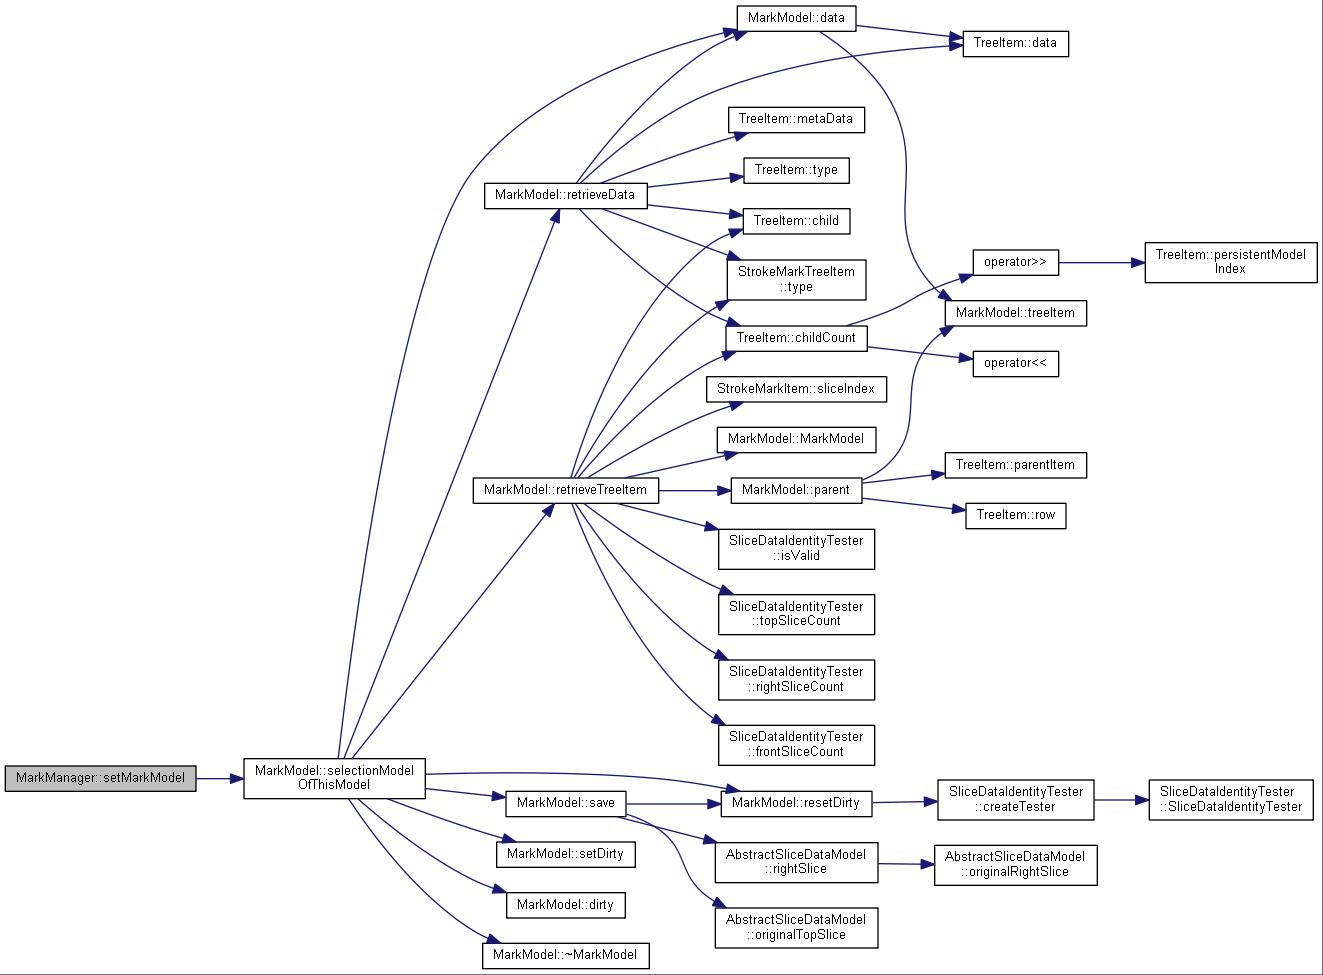 MarkModel::data
TreeItem::data
TreeItem::metaData
TreeItem::type
MarkModel::retrieveData
TreeItem::child
operator>>
TreeItem::persistentModel
Index
StrokeMarkTreeItem
::type
MarkModel::treeItem
TreeItem::childCount
operator<<
StrokeMarkItem::sliceIndex
MarkModel::MarkModel
TreeItem::parentItem
MarkModel::retrieveTreeItem
MarkModel::parent
TreeItem::row
SliceDataIdentityTester
::isValid
SliceDataIdentityTester
::topSliceCount
SliceDataIdentityTester
::rightSliceCount
SliceDataIdentityTester
::frontSliceCount
MarkManager::setMarkModel
MarkModel::selectionModel
OfThisModel
MarkModel::save
MarkModel::resetDirty
SliceDataIdentityTester
::createTester
SliceDataIdentityTester
::SliceDataIdentityTester
MarkModel::setDirty
AbstractSliceDataModel
::rightSlice
AbstractSliceDataModel
::originalRightSlice
MarkModel::dirty
AbstractSliceDataModel
::originalTopSlice
MarkModel::~MarkModel